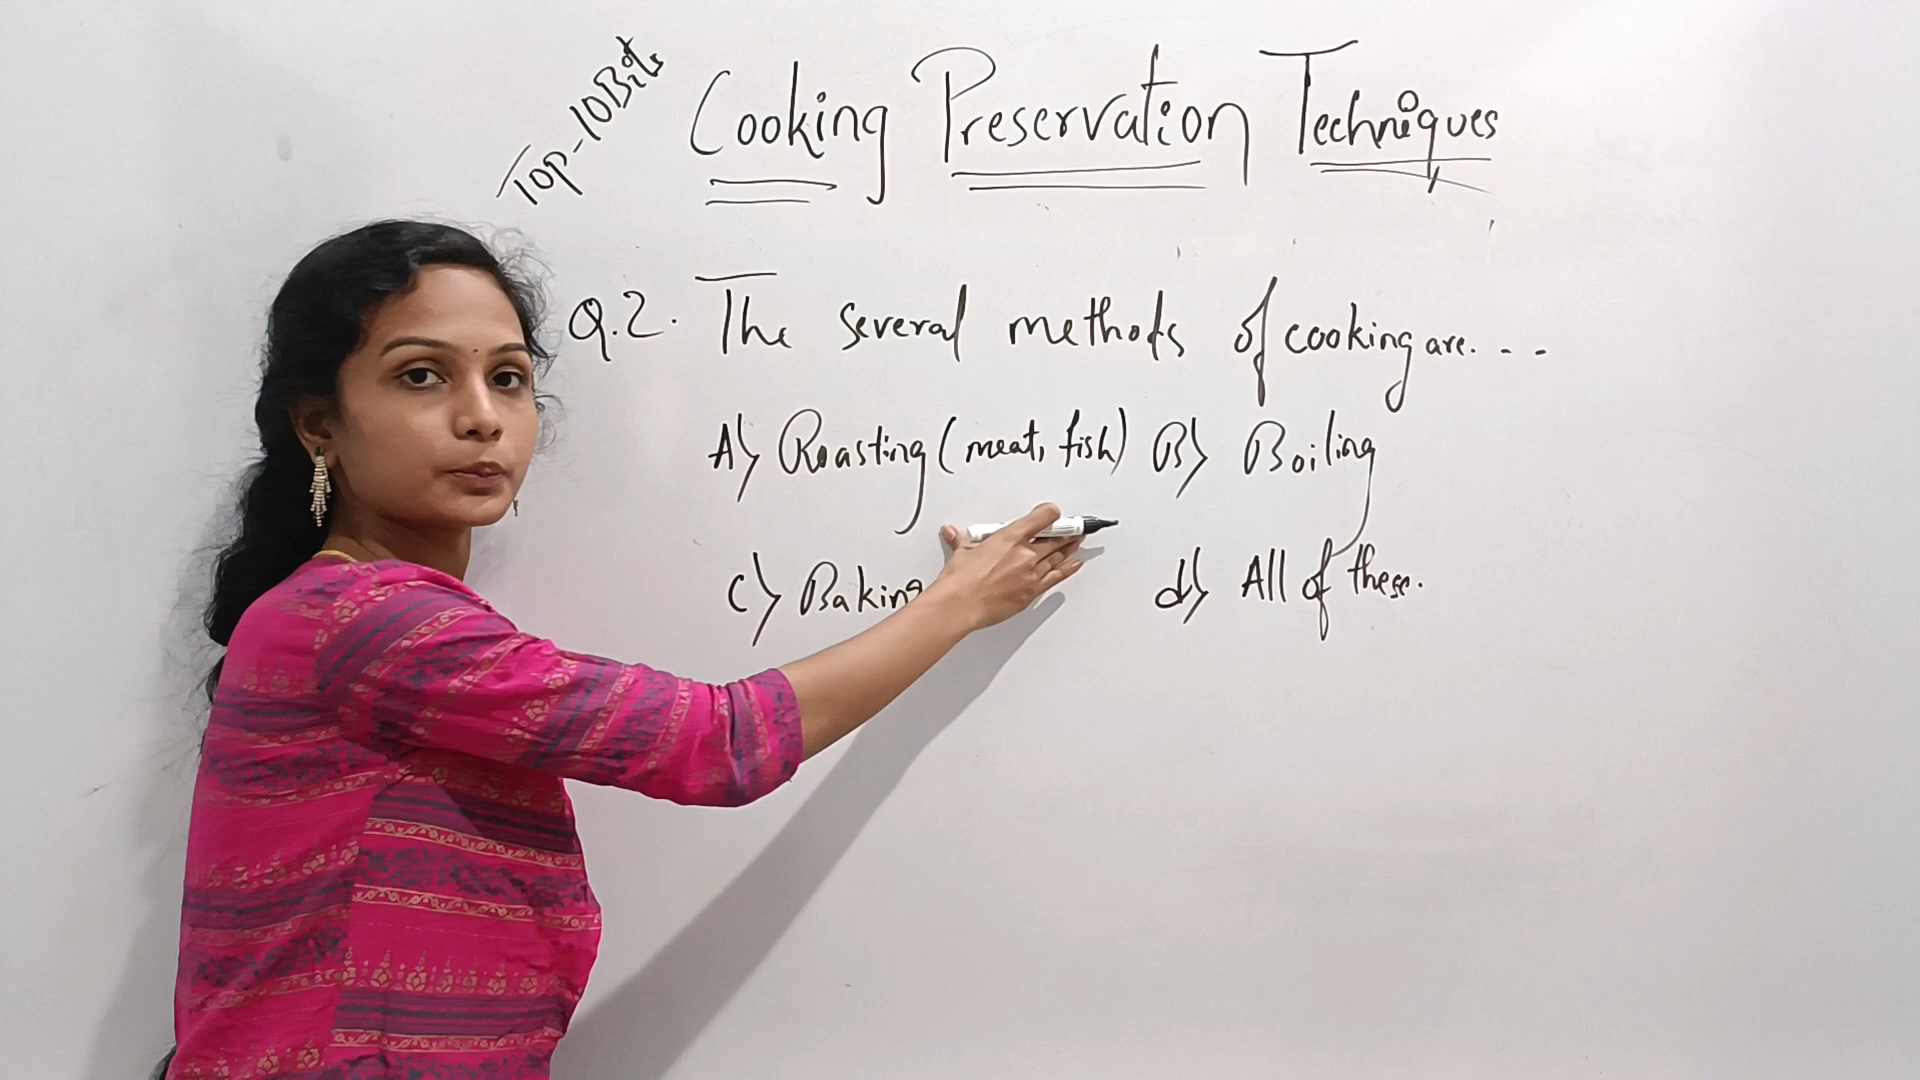 Top-10Bits
Cooking Preservation Techniques
Q.2. The several methods of cooking are...
A) Roasting (meat, fish) B) Boiling
C) Baking d) All of these.